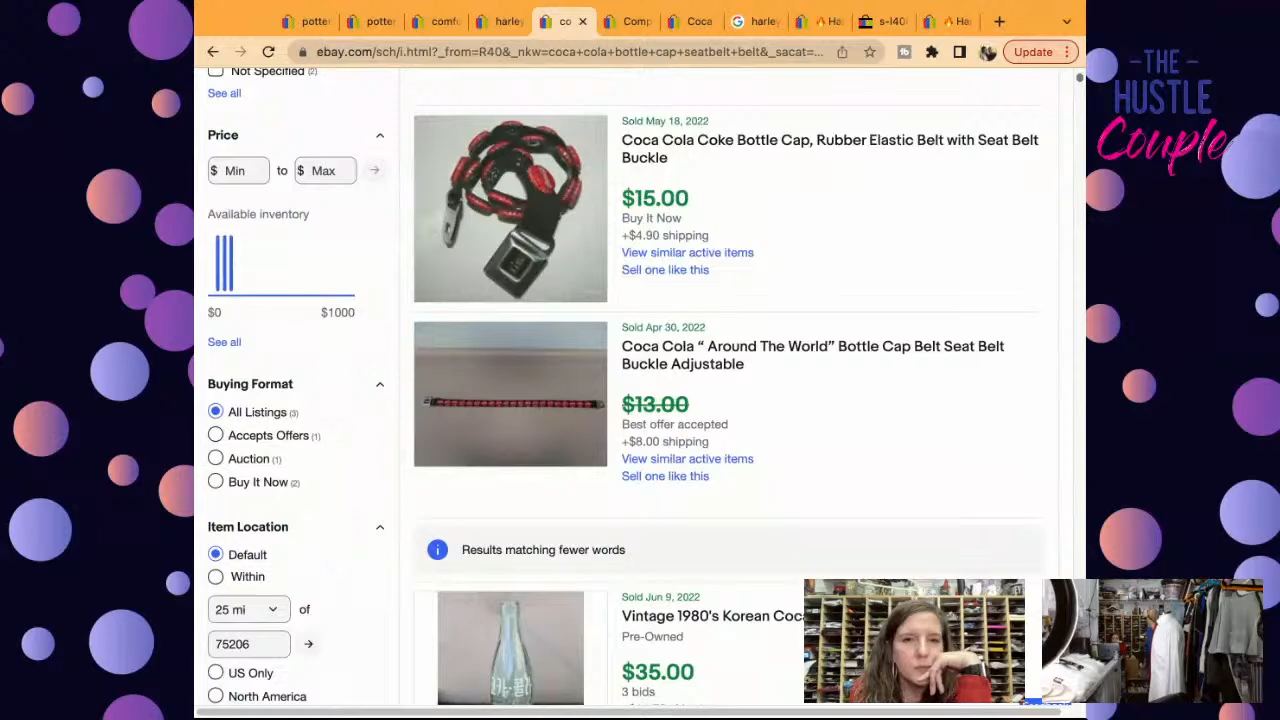 potter
potter
comfo
harley
co
Comp
Coca
harley
Ha
s-l40
Ha
ebay.com/sch/i.html?_from=R40&_nkw=coca+cola+bottle+cap+seatbelt+belt&_sacat=...
Update
-THE-
HUSTLE
Couple
Not Specified (2)
See all
Price
$ Min to $ Max
Available inventory
$0 $1000
See all
Buying Format
All Listings (3)
Accepts Offers (1)
Auction (1)
Buy It Now (2)
Item Location
Default
Within
25 mi of
75206
US Only
North America
Sold May 18, 2022
Coca Cola Coke Bottle Cap, Rubber Elastic Belt with Seat Belt
Buckle
$15.00
Buy It Now
+$4.90 shipping
View similar active items
Sell one like this
Sold Apr 30, 2022
Coca Cola “ Around The World” Bottle Cap Belt Seat Belt
Buckle Adjustable
$13.00
Best offer accepted
+$8.00 shipping
View similar active items
Sell one like this
Results matching fewer words
Sold Jun 9, 2022
Vintage 1980's Korean Coc
Pre-Owned
$35.00
3 bids